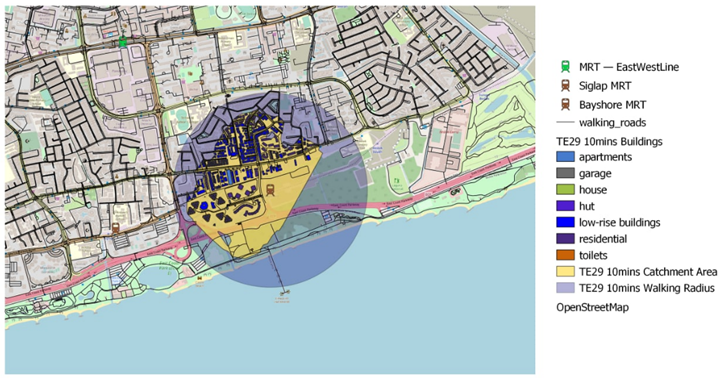 MRT — EastWestLine
Siglap MRT
Bayshore MRT
walking_roads
TE29 10mins Buildings
apartments
garage
house
hut
low-rise buildings
residential
toilets
TE29 10mins Catchment Area
TE29 10mins Walking Radius
OpenStreetMap